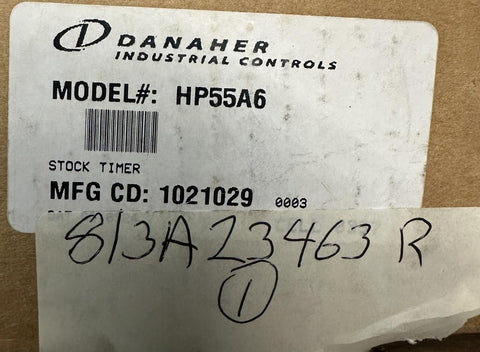 DANAHER
INDUSTRIAL CONTROLS
MODEL#: HP55A6
STOCK TIMER
MFG CD: 1021029 0003
813A23463 R
1